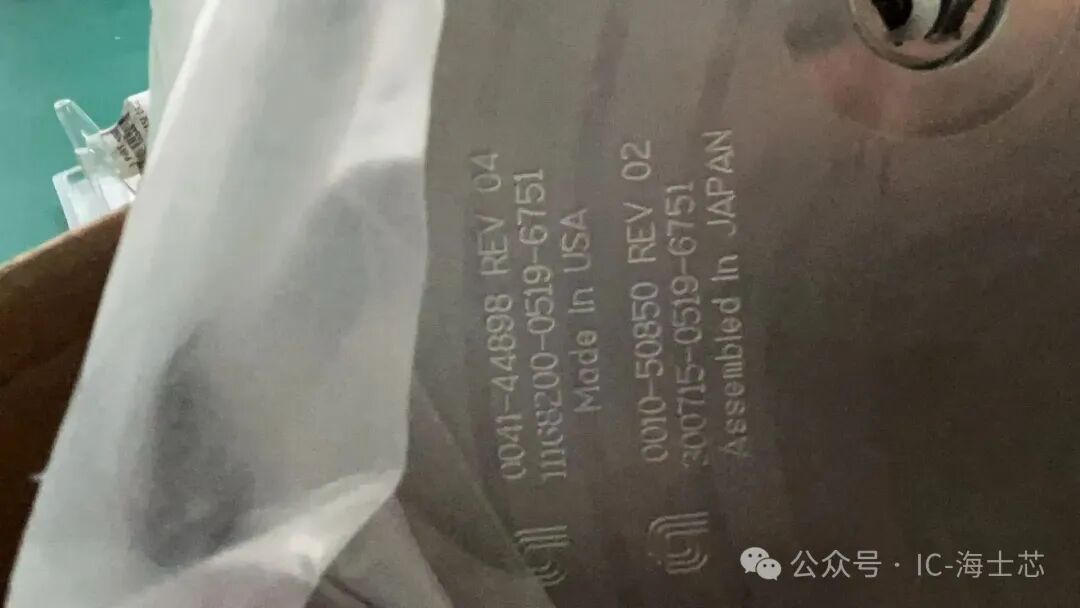 0041-44898 REV 04
1068200-0519-6751
Made In USA
0010-50850 REV 02
300715-0519-6751
Assembled In JAPAN
公众号 · IC-海士芯